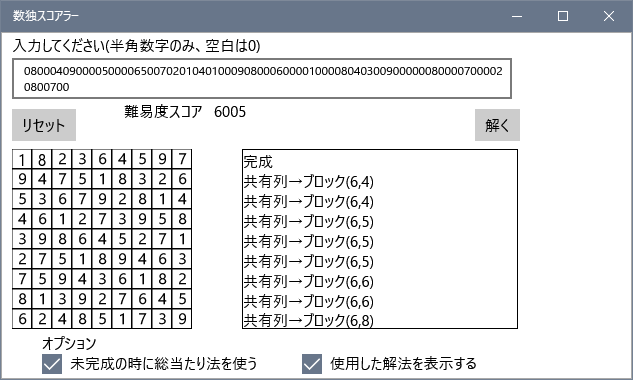 数独スコアラー
入力してください(半角数字のみ、空白は0)
08000409000050000650070201040100090800060000100008040300900000080000700002
0800700
難易度スコア 6005
リセット
解く
1 8 2 3 6 4 5 9 7
9 4 7 5 1 8 3 2 6
5 3 6 7 9 2 8 1 4
4 6 1 2 7 3 9 5 8
3 9 8 6 4 5 2 7 1
2 7 5 1 8 9 4 6 3
7 5 9 4 3 6 1 8 2
8 1 3 9 2 7 6 4 5
6 2 4 8 5 1 7 3 9
完成
共有列→ブロック(6,4)
共有列→ブロック(6,4)
共有列→ブロック(6,5)
共有列→ブロック(6,5)
共有列→ブロック(6,5)
共有列→ブロック(6,6)
共有列→ブロック(6,6)
共有列→ブロック(6,8)
オプション
未完成の時に総当たり法を使う
使用した解法を表示する